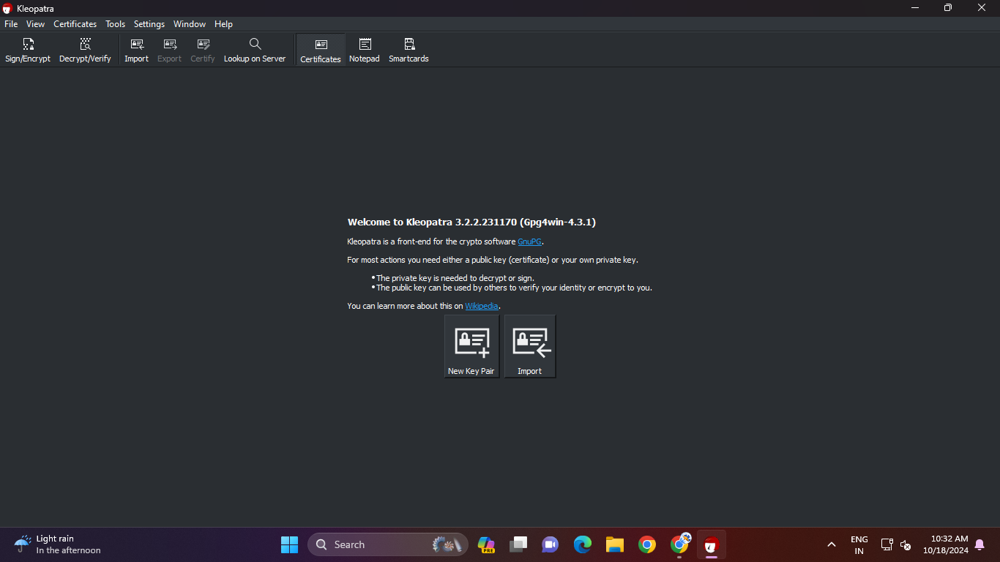 Kleopatra
File View Certificates Tools Settings Window Help
Sign/Encrypt Decrypt/Verify Import Export Certify Lookup on Server Certificates Notepad Smartcards
Welcome to Kleopatra 3.2.2.231170 (Gpg4win-4.3.1)
Kleopatra is a front-end for the crypto software GnuPG.
For most actions you need either a public key (certificate) or your own private key.
•The private key is needed to decrypt or sign.
•The public key can be used by others to verify your identity or encrypt to you.
You can learn more about this on Wikipedia.
New Key Pair Import
Light rain
In the afternoon
Search
PRE
ENG
IN
10:32 AM
10/18/2024